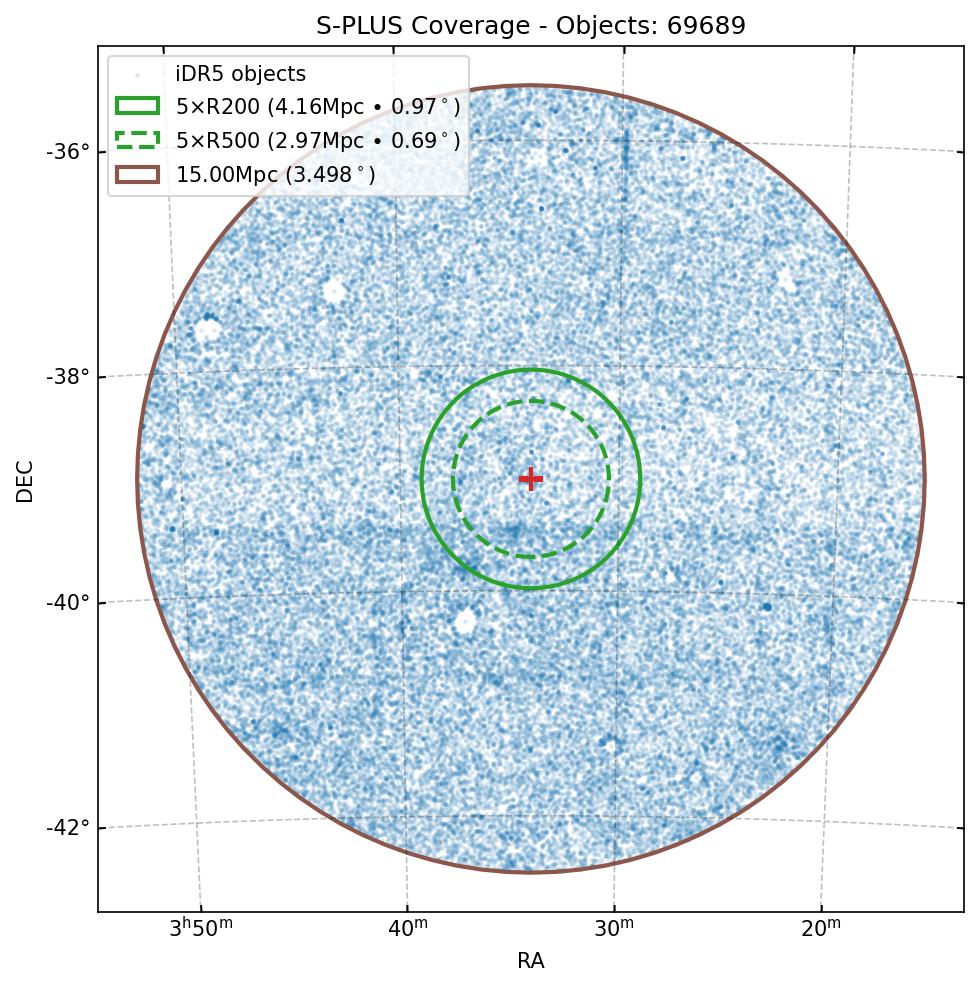 S-PLUS Coverage - Objects: 69689
iDR5 objects
5×R200 (4.16Mpc • 0.97°)
5×R500 (2.97Mpc • 0.69°)
15.00Mpc (3.498°)
-36°
-38°
-40°
-42°
DEC
3ʰ50ᵐ 40ᵐ 30ᵐ 20ᵐ
RA